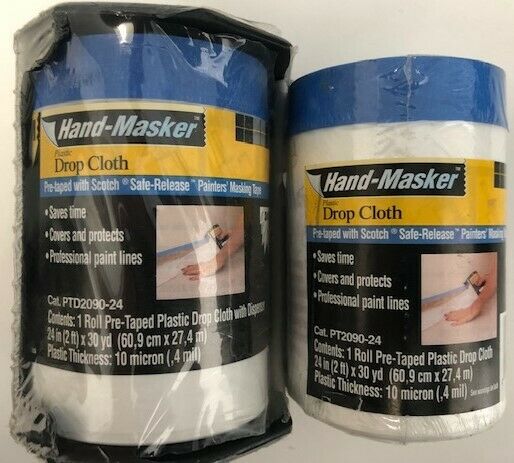 Hand-Masker™
Plastic
Drop Cloth
Pre-taped with Scotch® Safe-Release™ Painters' Masking Tape
• Saves time
• Covers and protects
• Professional paint lines
Cat. PTD2090-24
Contents: 1 Roll Pre-Taped Plastic Drop Cloth with Dispenser
24 in (2 ft) x 30 yd (60,9 cm x 27,4 m)
Plastic Thickness: 10 micron (,4 mil)
Hand-Masker™
Plastic
Drop Cloth
Pre-taped with Scotch® Safe-Release™ Painters' Masking
• Saves time
• Covers and protects
• Professional paint lines
Cat. PT2090-24
Contents: 1 Roll Pre-Taped Plastic Drop Cloth
24 in (2 ft) x 30 yd (60,9 cm x 27,4 m)
Plastic Thickness: 10 micron (,4 mil)